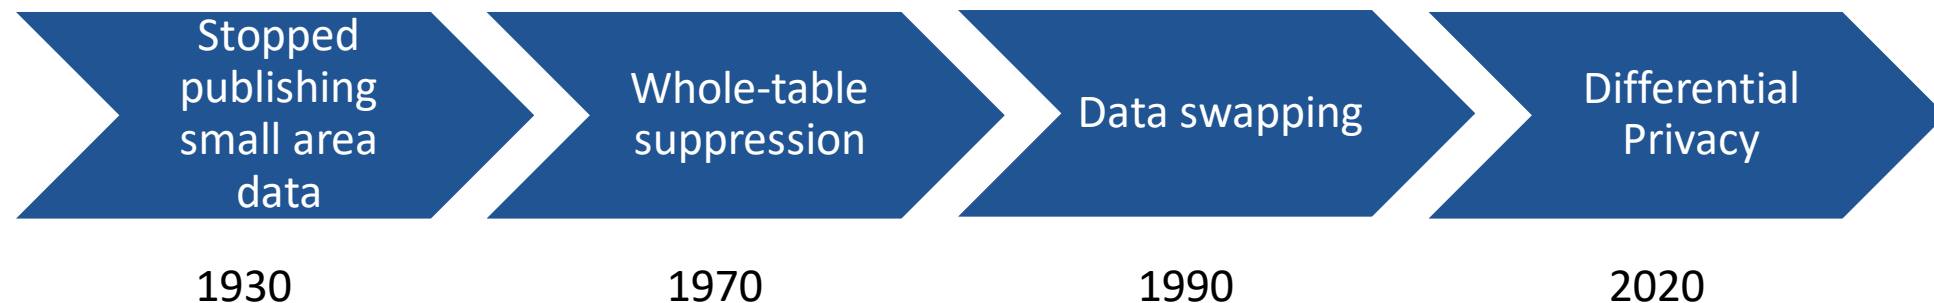 Stopped
publishing
small area
data
Whole-table
suppression
Data swapping
Differential
Privacy
1930
1970
1990
2020